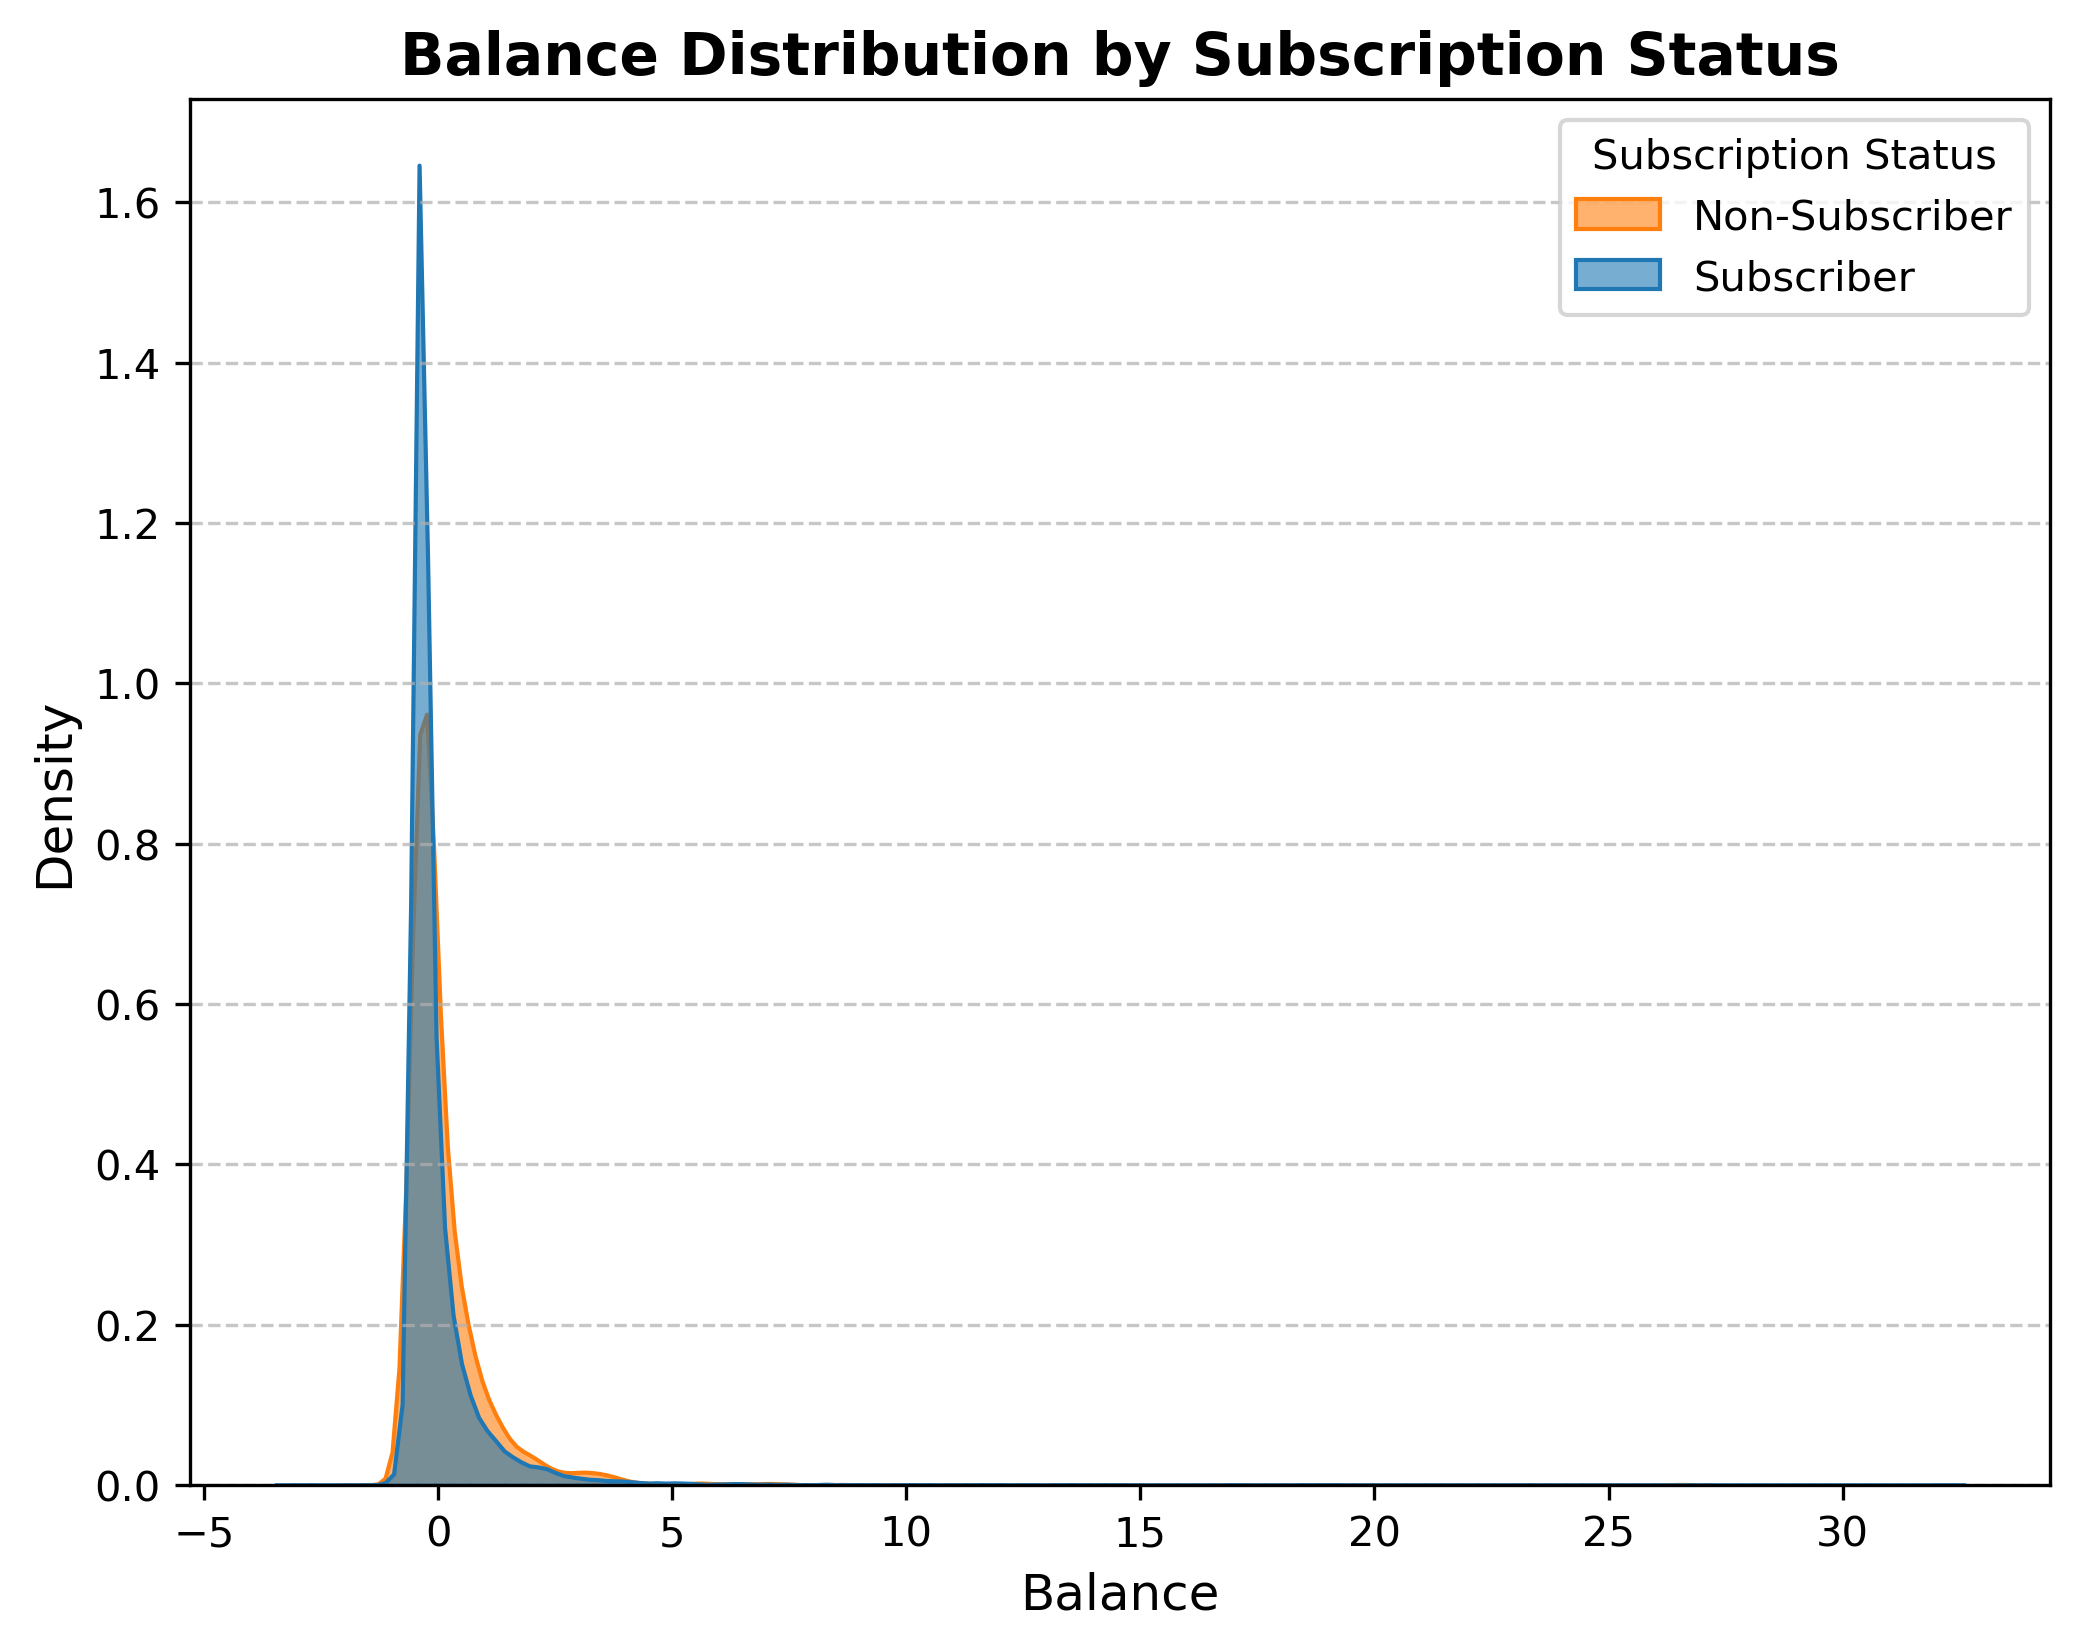 Balance Distribution by Subscription Status
Subscription Status
Non-Subscriber
Subscriber
1.6
1.4
1.2
1.0
0.8
0.6
0.4
0.2
0.0
Density
−5 0 5 10 15 20 25 30
Balance